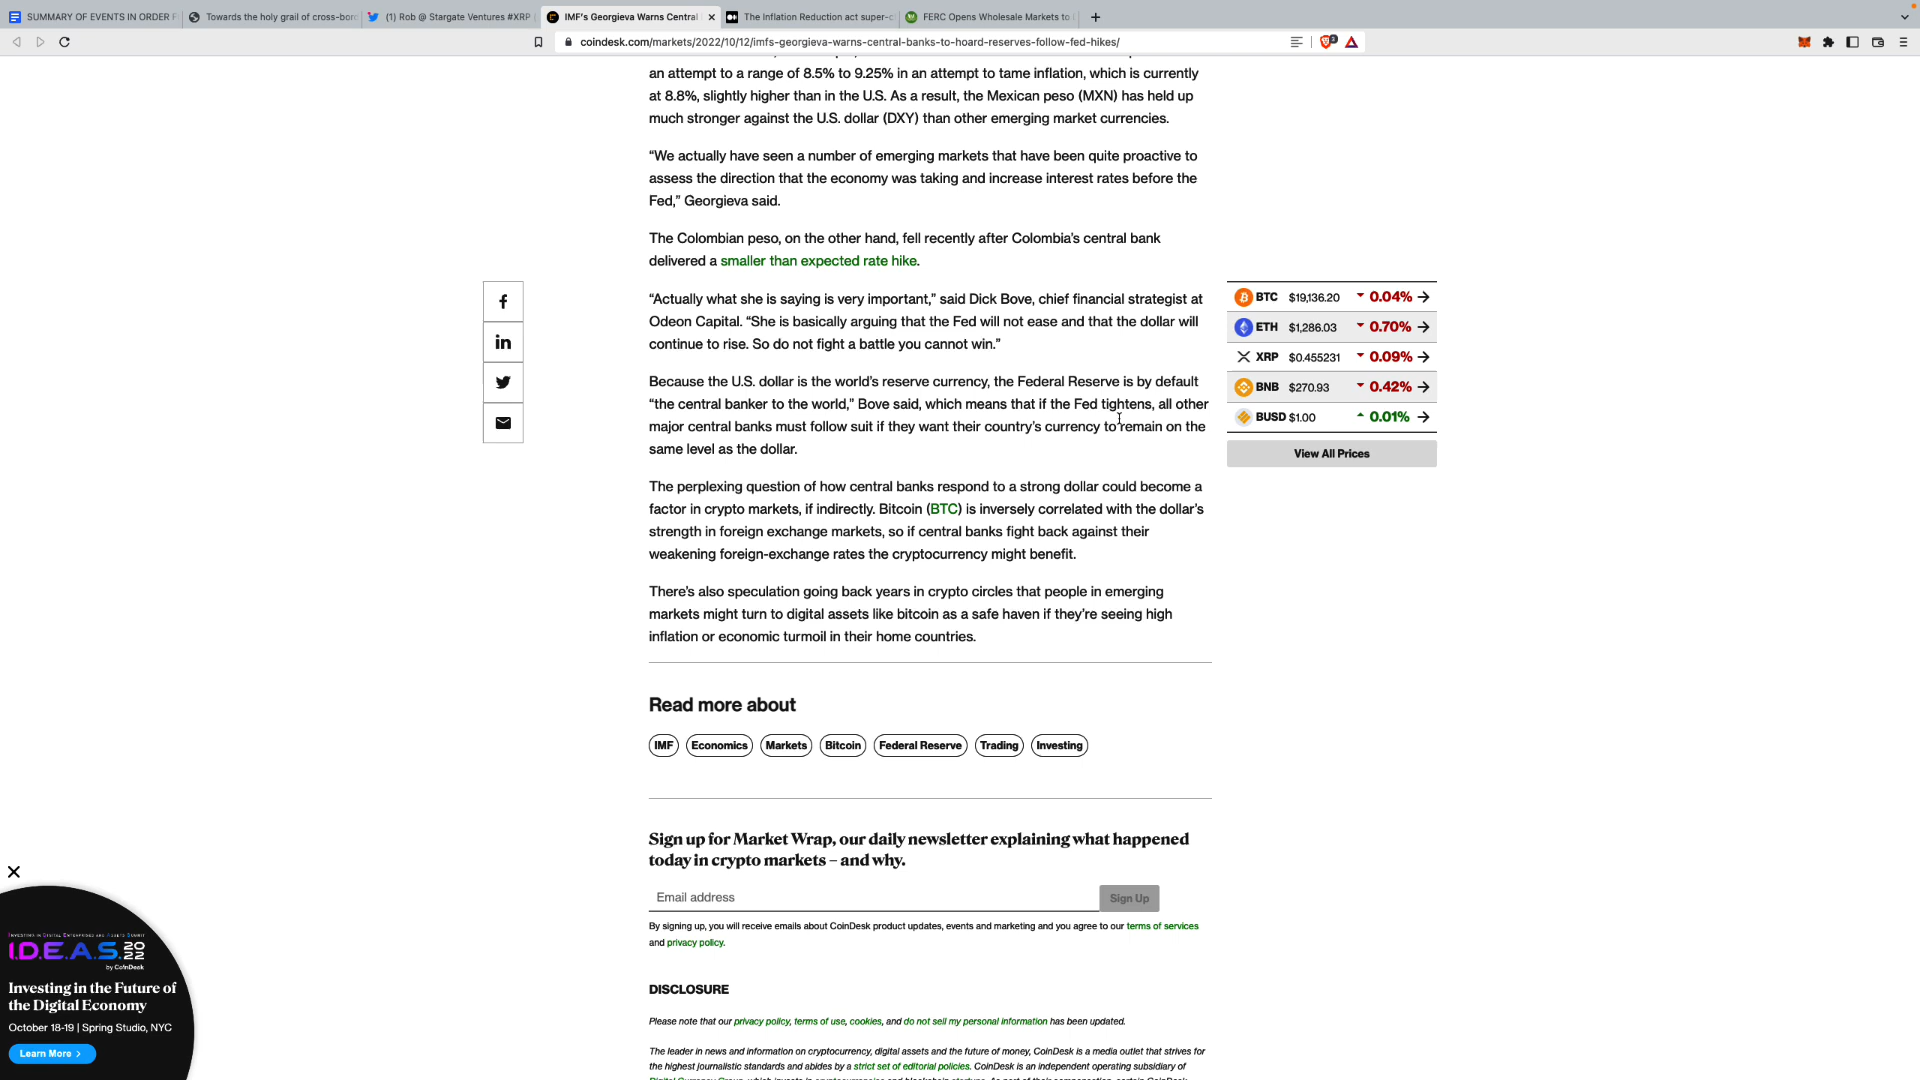 SUMMARY OF EVENTS IN ORDER F
Towards the holy grail of cross-bord
(1) Rob @ Stargate Ventures #XRP
IMF's Georgieva Warns Central
The Inflation Reduction act super-c
FERC Opens Wholesale Markets to
coindesk.com/markets/2022/10/12/imfs-georgieva-warns-central-banks-to-hoard-reserves-follow-fed-hikes/
an attempt to a range of 8.5% to 9.25% in an attempt to tame inflation, which is currently
at 8.8%, slightly higher than in the U.S. As a result, the Mexican peso (MXN) has held up
much stronger against the U.S. dollar (DXY) than other emerging market currencies.
“We actually have seen a number of emerging markets that have been quite proactive to
assess the direction that the economy was taking and increase interest rates before the
Fed,” Georgieva said.
The Colombian peso, on the other hand, fell recently after Colombia’s central bank
delivered a smaller than expected rate hike.
“Actually what she is saying is very important,” said Dick Bove, chief financial strategist at
Odeon Capital. “She is basically arguing that the Fed will not ease and that the dollar will
continue to rise. So do not fight a battle you cannot win.”
Because the U.S. dollar is the world’s reserve currency, the Federal Reserve is by default
“the central banker to the world,” Bove said, which means that if the Fed tightens, all other
major central banks must follow suit if they want their country’s currency to remain on the
same level as the dollar.
The perplexing question of how central banks respond to a strong dollar could become a
factor in crypto markets, if indirectly. Bitcoin (BTC) is inversely correlated with the dollar’s
strength in foreign exchange markets, so if central banks fight back against their
weakening foreign-exchange rates the cryptocurrency might benefit.
There’s also speculation going back years in crypto circles that people in emerging
markets might turn to digital assets like bitcoin as a safe haven if they’re seeing high
inflation or economic turmoil in their home countries.
BTC $19,136.20 0.04%
ETH $1,286.03 0.70%
XRP $0.455231 0.09%
BNB $270.93 0.42%
BUSD $1.00 0.01%
View All Prices
Read more about
IMF Economics Markets Bitcoin Federal Reserve Trading Investing
Sign up for Market Wrap, our daily newsletter explaining what happened
today in crypto markets – and why.
Email address
Sign Up
By signing up, you will receive emails about CoinDesk product updates, events and marketing and you agree to our terms of services
and privacy policy.
DISCLOSURE
Please note that our privacy policy, terms of use, cookies, and do not sell my personal information has been updated.
The leader in news and information on cryptocurrency, digital assets and the future of money, CoinDesk is a media outlet that strives for
the highest journalistic standards and abides by a strict set of editorial policies. CoinDesk is an independent operating subsidiary of
INVESTING IN DIGITAL ENTERPRISES AND ASSETS SUMMIT
I.D.E.A.S. 2022
by CoinDesk
Investing in the Future of
the Digital Economy
October 18-19 | Spring Studio, NYC
Learn More >